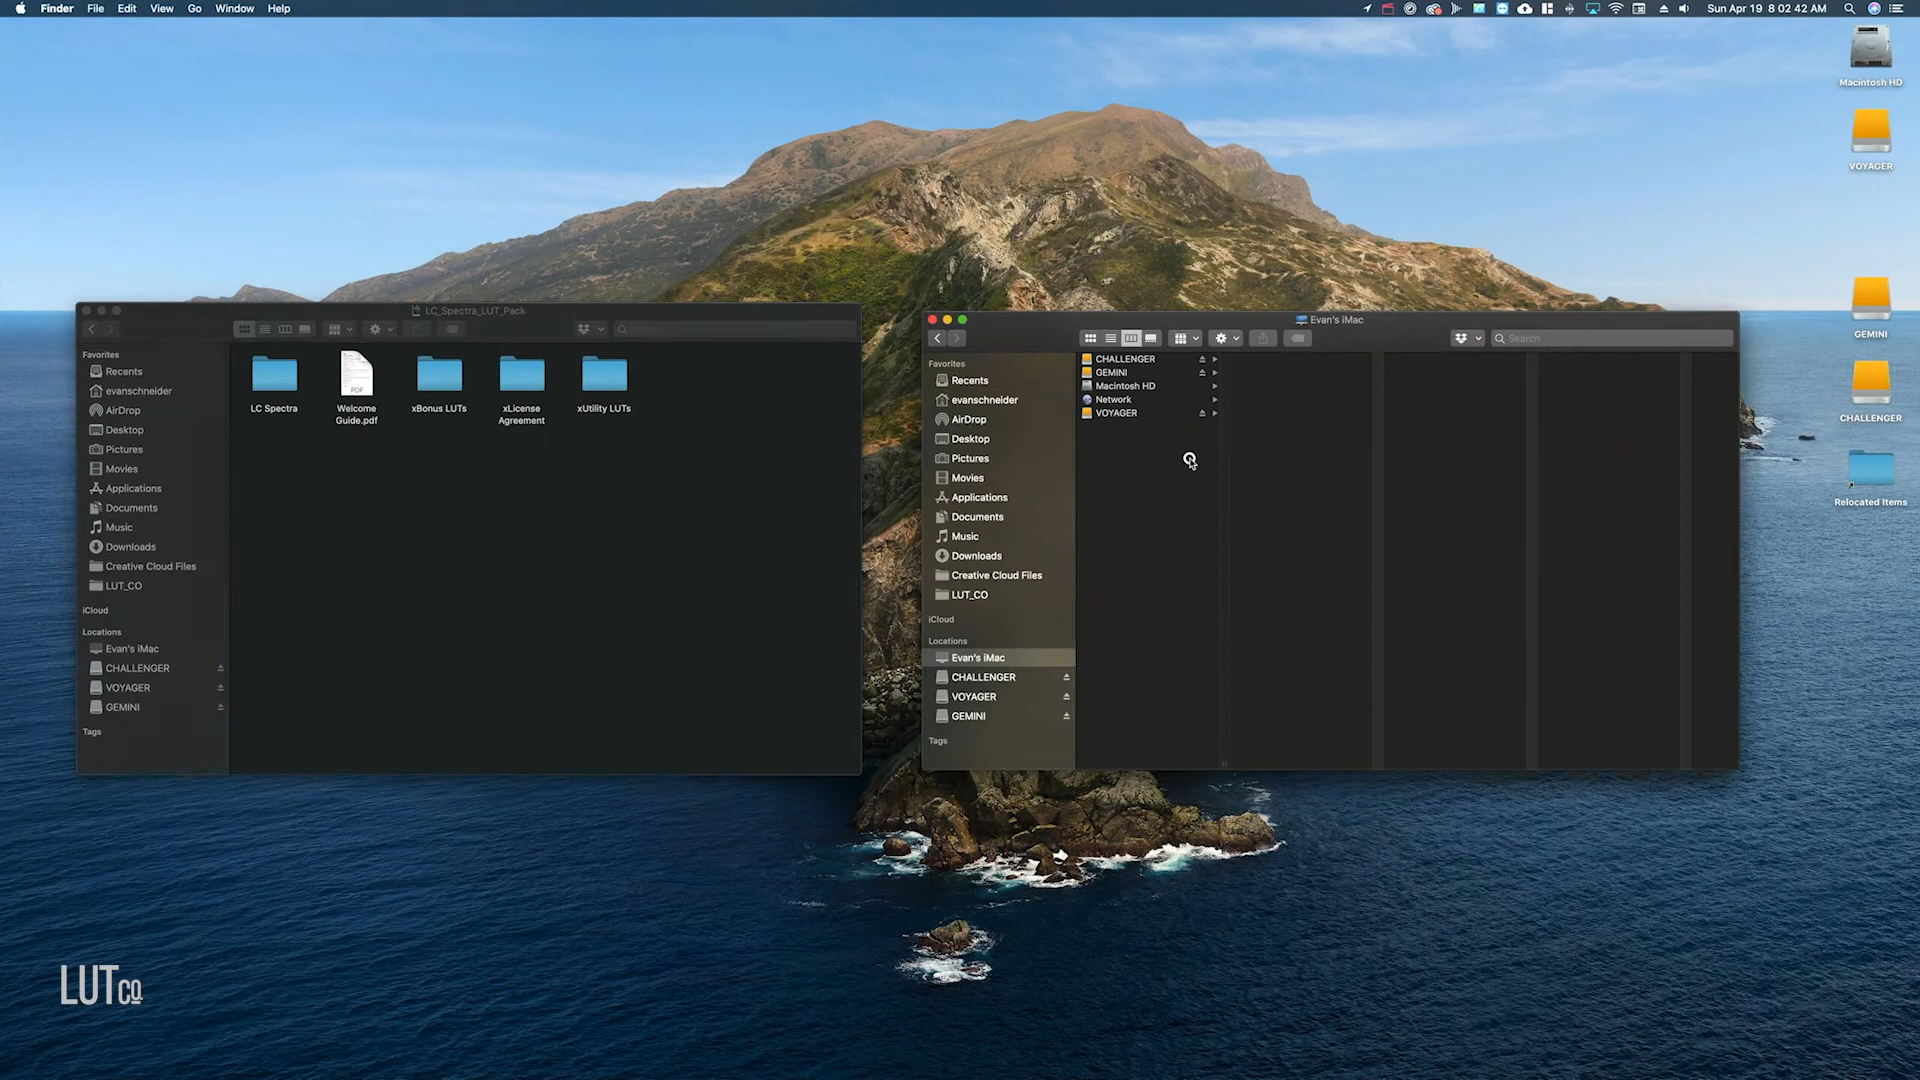 Finder File Edit View Go Window Help
Sun Apr 19 8 02 42 AM
Macintosh HD
VOYAGER
GEMINI
CHALLENGER
Relocated Items
LC_Spectra_LUT_Pack
Search
Favorites
Recents
evanschneider
AirDrop
Desktop
Pictures
Movies
Applications
Documents
Music
Downloads
Creative Cloud Files
LUT_CO
iCloud
Locations
Evan's iMac
CHALLENGER
VOYAGER
GEMINI
Tags
LC Spectra
PDF
Welcome
Guide.pdf
xBonus LUTs
xLicense
Agreement
xUtility LUTs
Evan's iMac
Search
Favorites
Recents
evanschneider
AirDrop
Desktop
Pictures
Movies
Applications
Documents
Music
Downloads
Creative Cloud Files
LUT_CO
iCloud
Locations
Evan's iMac
CHALLENGER
VOYAGER
GEMINI
Tags
CHALLENGER
GEMINI
Macintosh HD
Network
VOYAGER
LUTCO